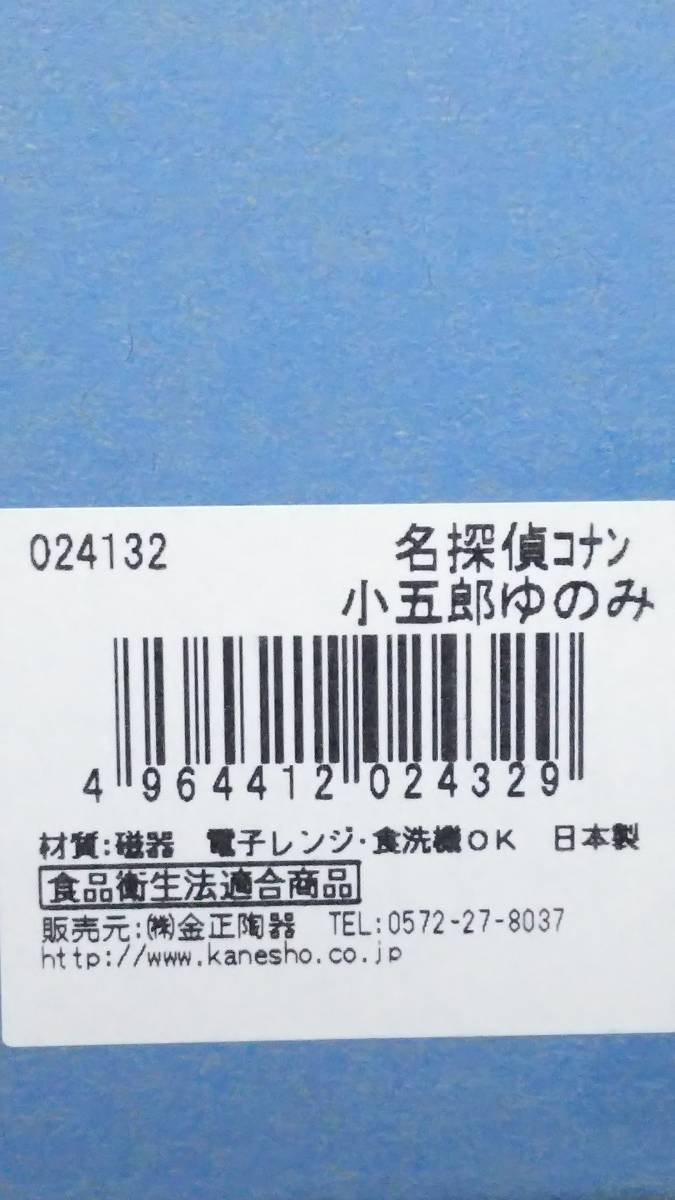 024132 名探偵コナン
小五郎ゆのみ
4 964412 024329
材質:磁器 電子レンジ・食洗機OK 日本製
食品衛生法適合商品
販売元:㈱金正陶器 TEL:0572-27-8037
http://www.kanesho.co.jp